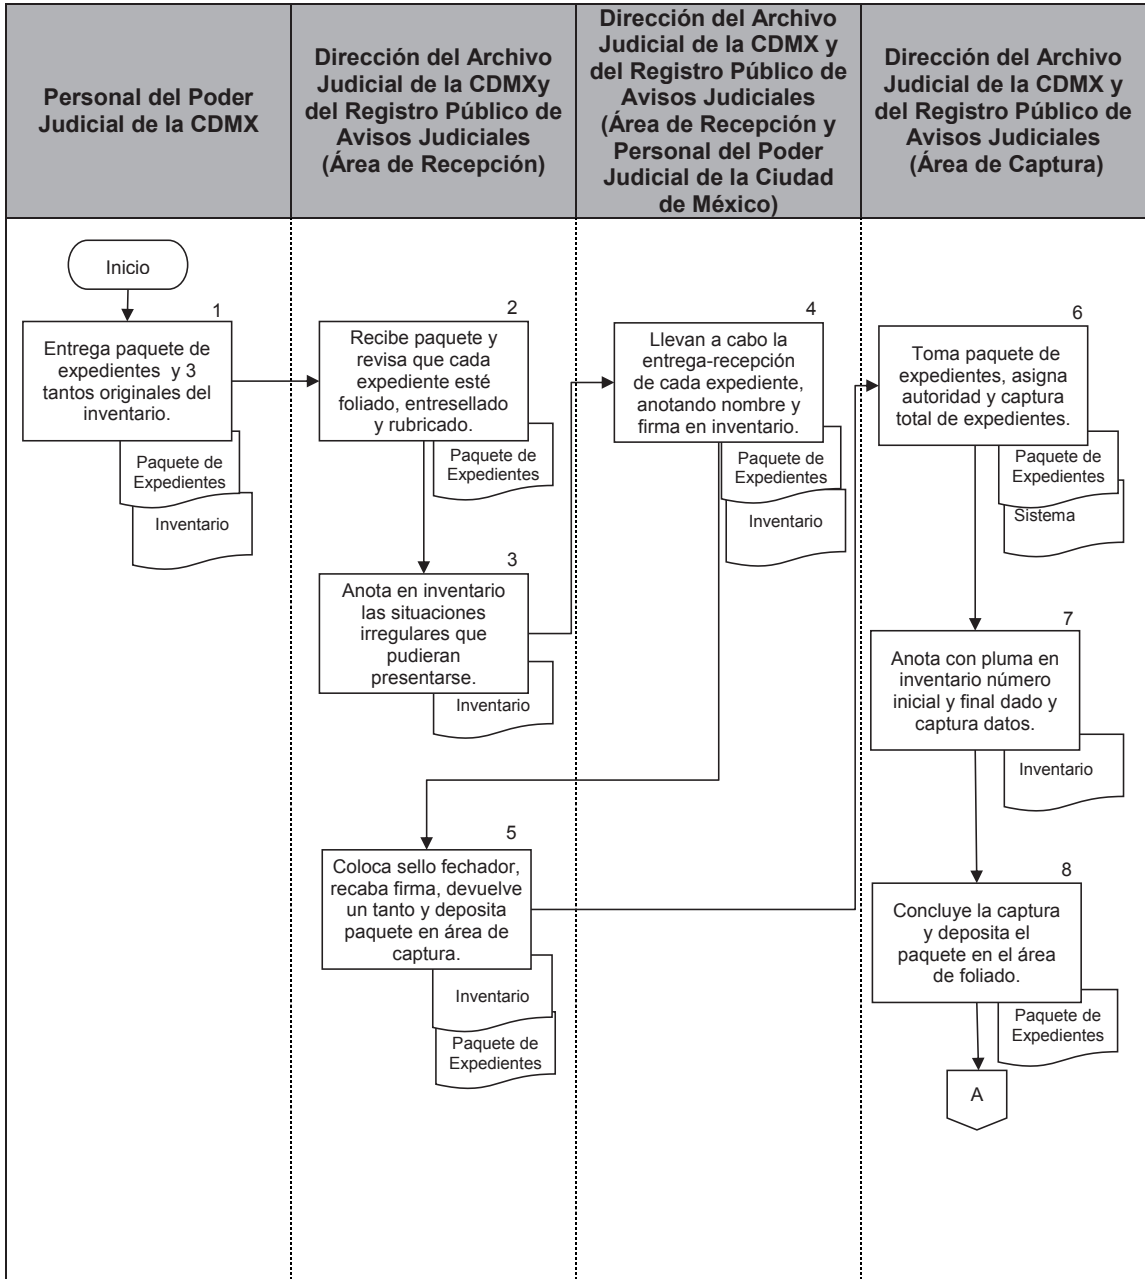 Personal del Poder
Judicial de la CDMX
Dirección del Archivo
Judicial de la CDMXy
del Registro Público de
Avisos Judiciales
(Área de Recepción)
Dirección del Archivo
Judicial de la CDMX y
del Registro Público de
Avisos Judiciales
(Área de Recepción y
Personal del Poder
Judicial de la Ciudad
de México)
Dirección del Archivo
Judicial de la CDMX y
del Registro Público de
Avisos Judiciales
(Área de Captura)
Inicio
1
Entrega paquete de
expedientes y 3
tantos originales del
inventario.
Paquete de
Expedientes
Inventario
2
Recibe paquete y
revisa que cada
expediente esté
foliado, entresellado
y rubricado.
Paquete de
Expedientes
3
Anota en inventario
las situaciones
irregulares que
pudieran
presentarse.
Inventario
4
Llevan a cabo la
entrega-recepción
de cada expediente,
anotando nombre y
firma en inventario.
Paquete de
Expedientes
Inventario
5
Coloca sello fechador,
recaba firma, devuelve
un tanto y deposita
paquete en área de
captura.
Inventario
Paquete de
Expedientes
6
Toma paquete de
expedientes, asigna
autoridad y captura
total de expedientes.
Paquete de
Expedientes
Sistema
7
Anota con pluma en
inventario número
inicial y final dado y
captura datos.
Inventario
8
Concluye la captura
y deposita el
paquete en el área
de foliado.
Paquete de
Expedientes
A